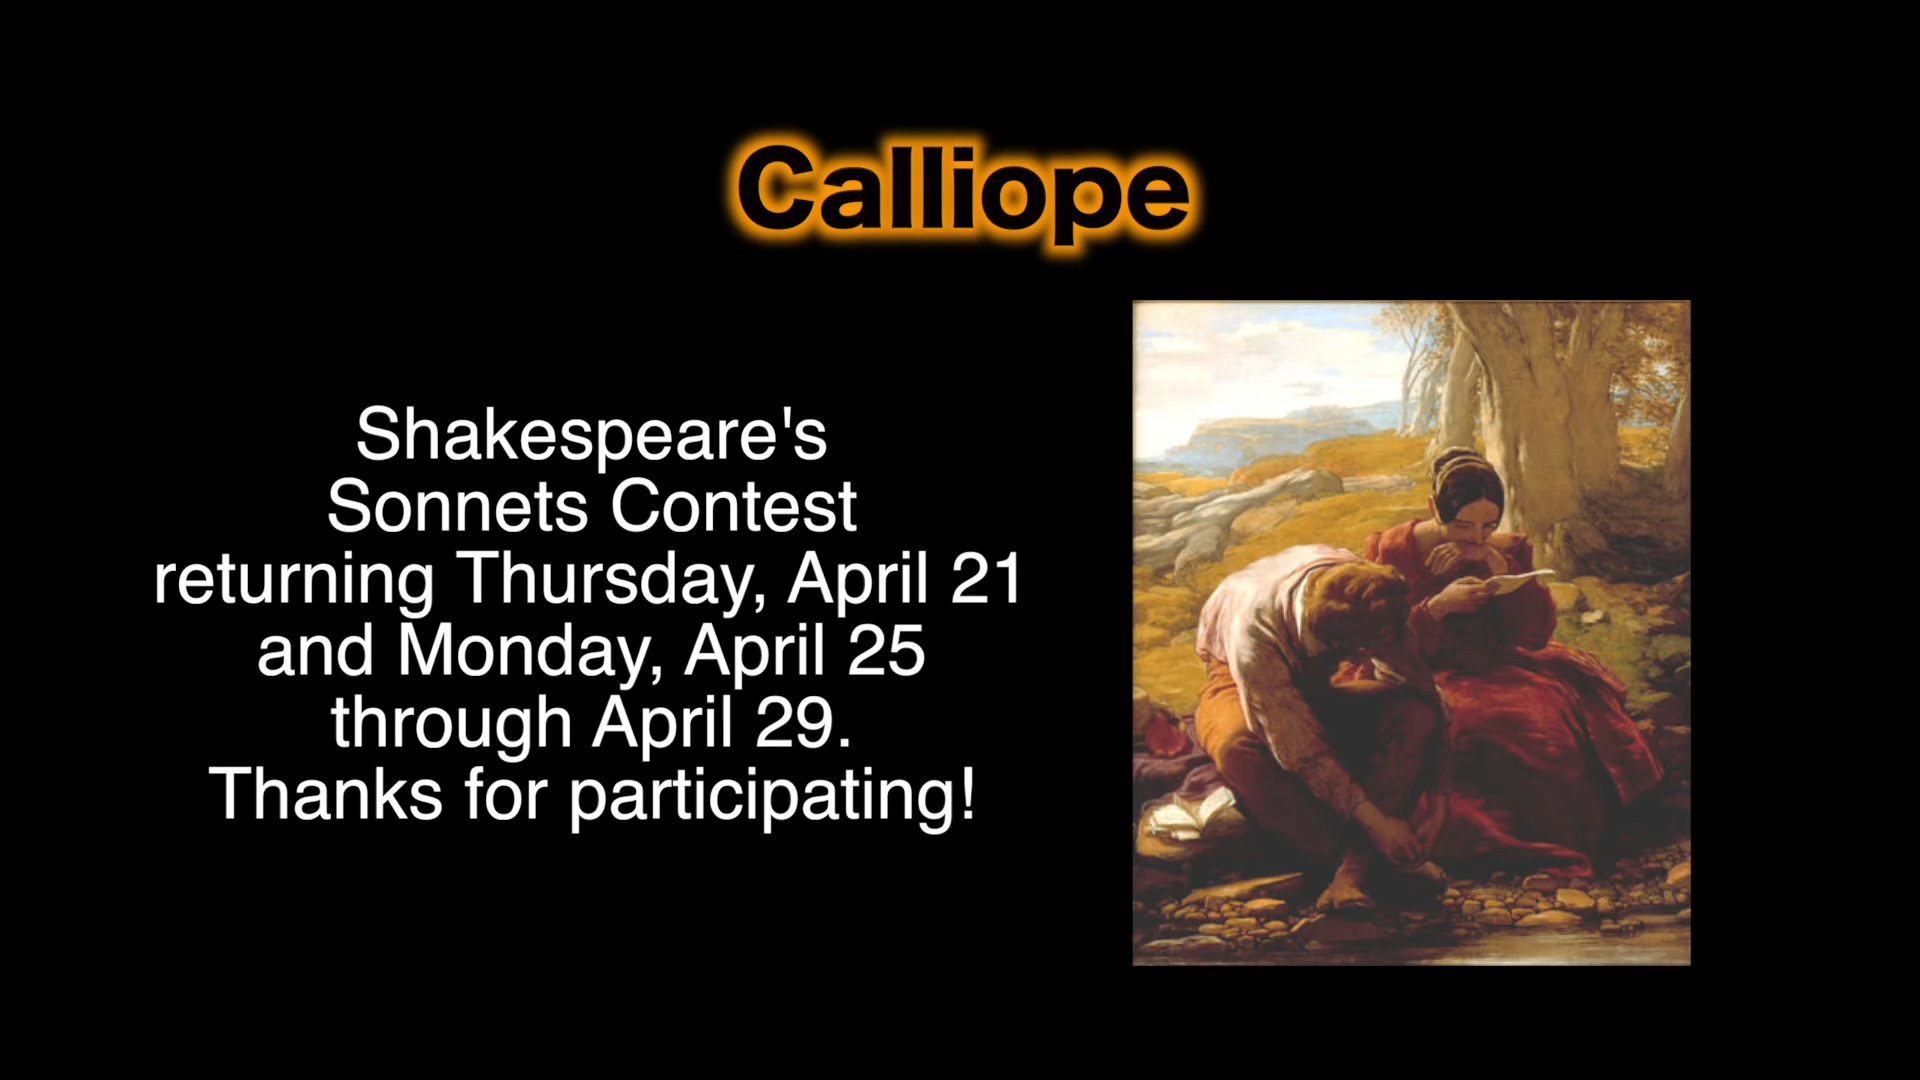 Calliope
Shakespeare's
Sonnets Contest
returning Thursday, April 21
and Monday, April 25
through April 29.
Thanks for participating!